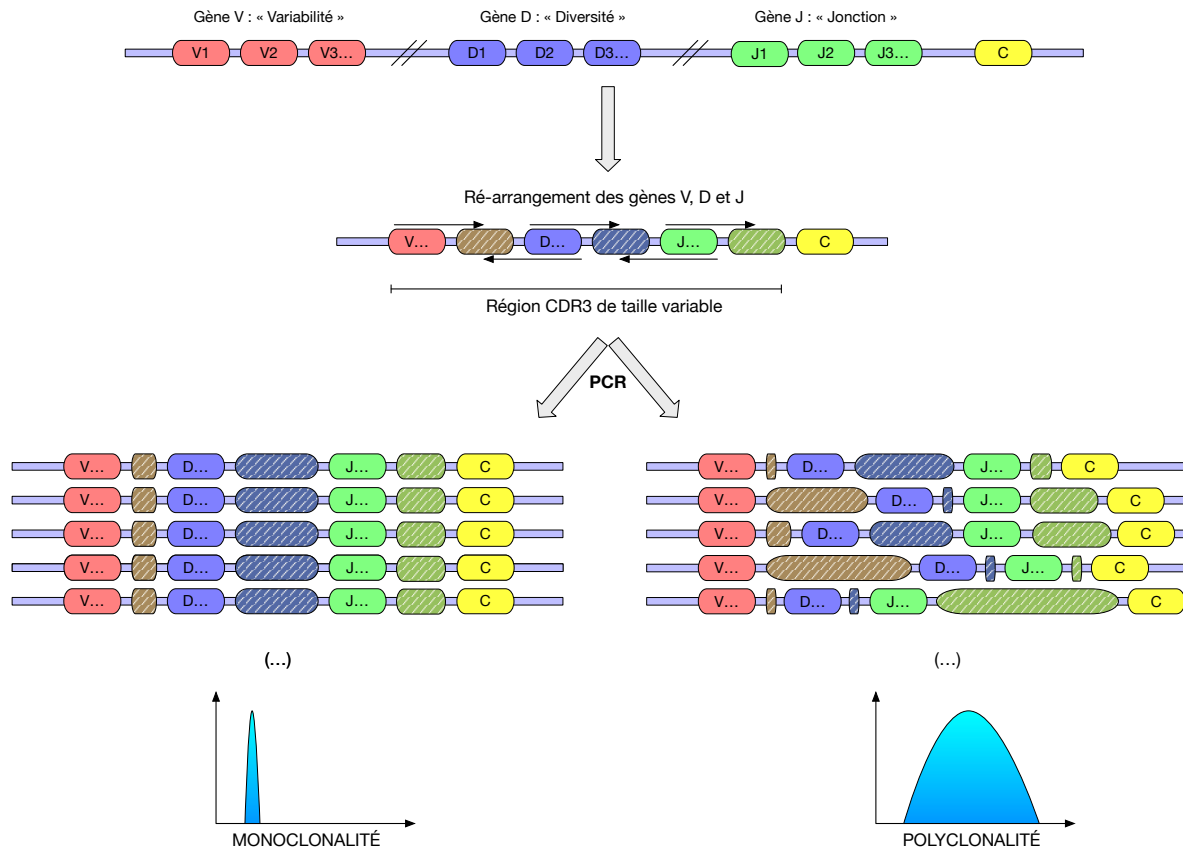 Gène V : « Variabilité » Gène D : « Diversité » Gène J : « Jonction »
V1 V2 V3... D1 D2 D3... J1 J2 J3... C
Ré-arrangement des gènes V, D et J
V... D... J... C
Région CDR3 de taille variable
PCR
V... D... J... C V... D... J... C
V... D... J... C V... D... J... C
V... D... J... C V... D... J... C
V... D... J... C V... D... J... C
V... D... J... C V... D... J... C
(...) (...)
MONOCLONALITÉ POLYCLONALITÉ